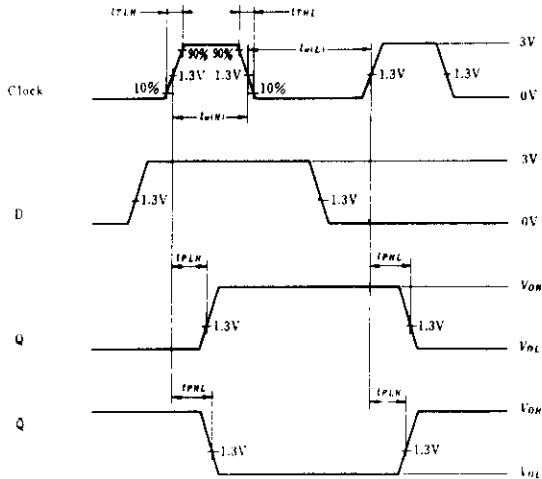 tTLH tTHL
90% 90% tw(L) 3V
1.3V 1.3V 1.3V 1.3V
Clock 10% 10% 0V
tw(H)
3V
D 1.3V 1.3V 0V
tPLH tPHL
VOH
Q 1.3V 1.3V
VOL
tPHL tPLH
VOH
Q̄
1.3V 1.3V
VOL